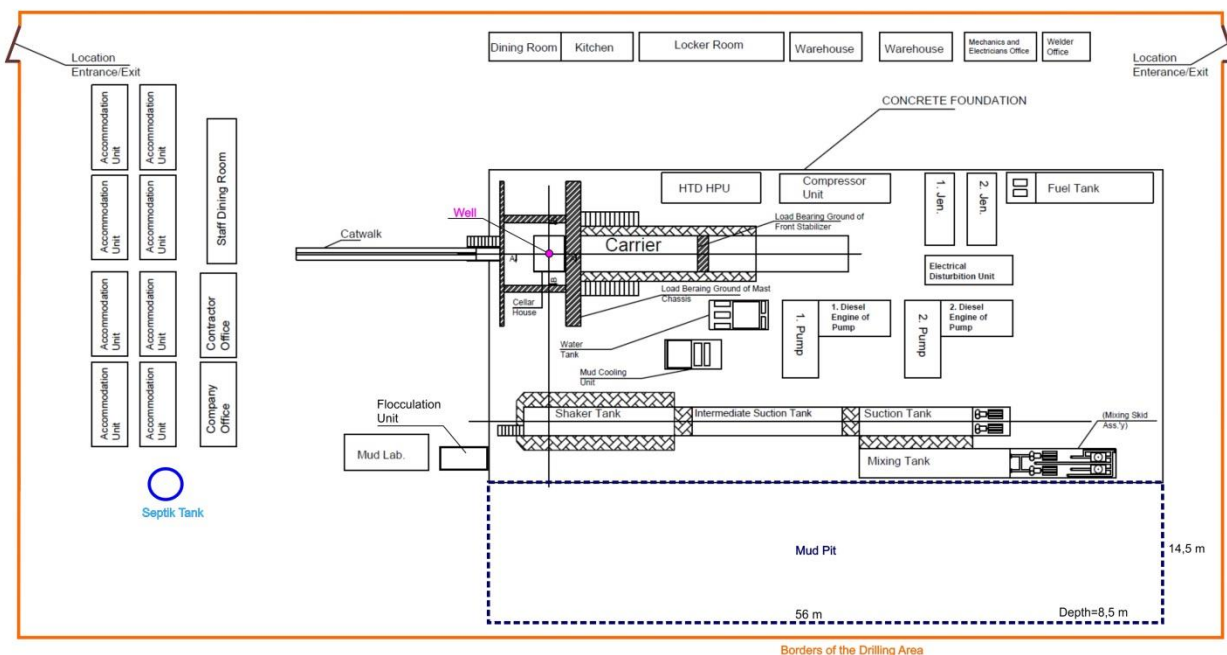 Location
Entrance/Exit
Dining Room
Kitchen
Locker Room
Warehouse
Warehouse
Mechanics and
Electricians Office
Welder
Office
Location
Enterance/Exit
CONCRETE FOUNDATION
Accommodation
Unit
Accommodation
Unit
Staff Dining Room
Accommodation
Unit
Accommodation
Unit
Accommodation
Unit
Accommodation
Unit
Contractor
Office
Accommodation
Unit
Accommodation
Unit
Company
Office
HTD HPU
Compressor
Unit
1. Jen.
2. Jen.
Fuel Tank
Well
Load Bearing Ground of
Front Stabilizer
Catwalk
Carrier
Electrical
Disturbition Unit
Cellar
House
Load Beraing Ground of Mast
Chassis
Water
Tank
1. Pump
1. Diesel
Engine of
Pump
2. Pump
2. Diesel Engine
of Pump
Mud Cooling
Unit
Flocculation
Unit
Shaker Tank
Intermediate Suction Tank
Suction Tank
(Mixing Skid
Ass.'y)
Mud Lab.
Mixing Tank
Septik Tank
Mud Pit
14,5 m
56 m
Depth=8,5 m
Borders of the Drilling Area